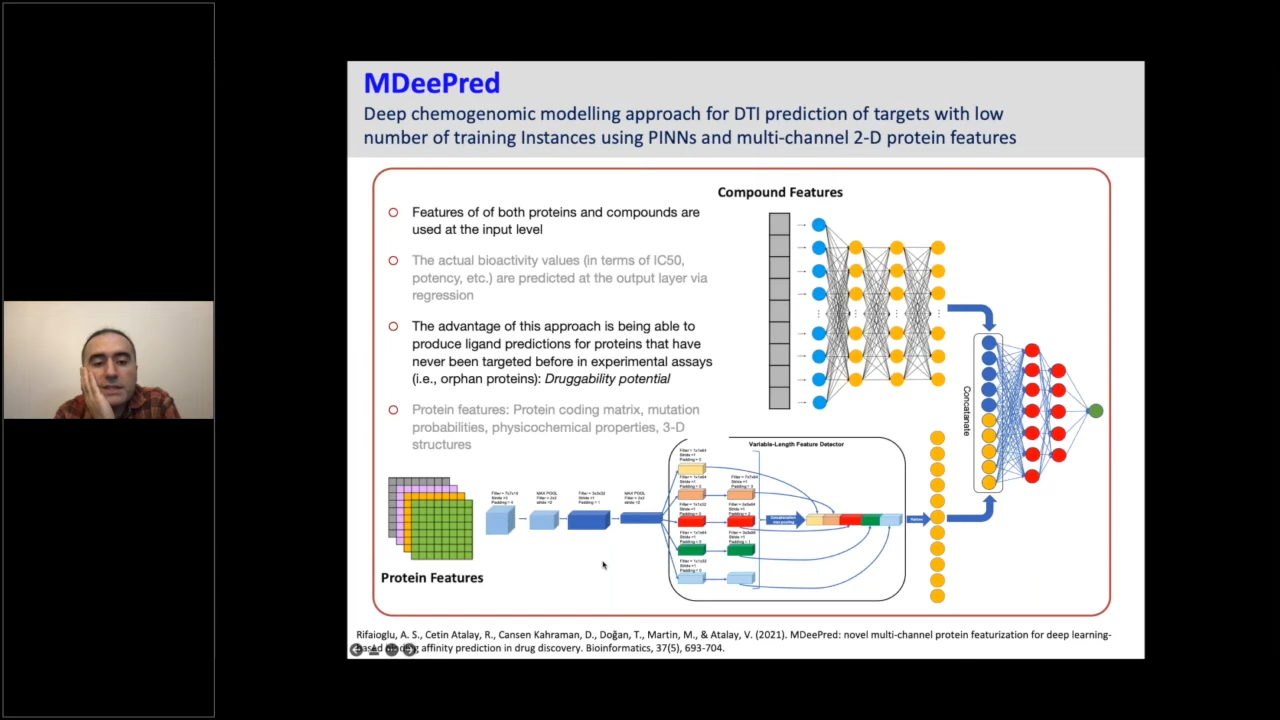 MDeePred
Deep chemogenomic modelling approach for DTI prediction of targets with low
number of training Instances using PINNs and multi-channel 2-D protein features
Compound Features
Features of of both proteins and compounds are
used at the input level
The actual bioactivity values (in terms of IC50,
potency, etc.) are predicted at the output layer via
regression
The advantage of this approach is being able to
produce ligand predictions for proteins that have
never been targeted before in experimental assays
(i.e., orphan proteins): Druggability potential
Protein features: Protein coding matrix, mutation
probabilities, physicochemical properties, 3-D
structures
Concatenate
Variable-Length Feature Detector
MAX POOL
MAX POOL
Protein Features
Rifaioglu, A. S., Cetin Atalay, R., Cansen Kahraman, D., Doğan, T., Martin, M., & Atalay, V. (2021). MDeePred: novel multi-channel protein featurization for deep learning-
affinity prediction in drug discovery. Bioinformatics, 37(5), 693-704.